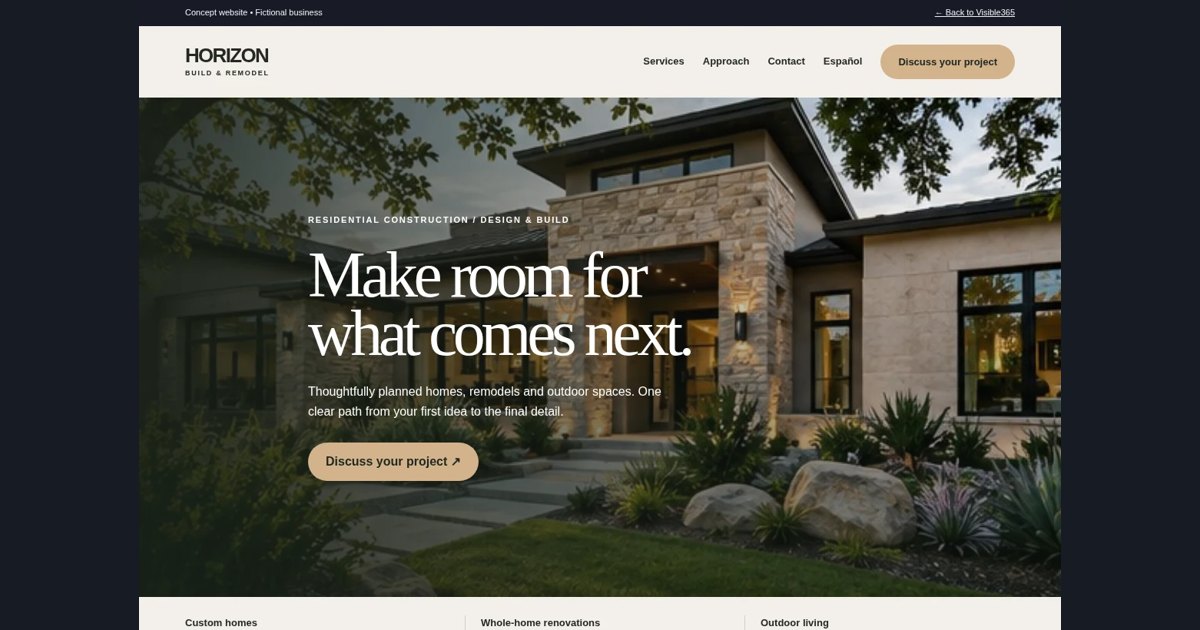 Concept website • Fictional business
← Back to Visible365
HORIZON
BUILD & REMODEL
Services
Approach
Contact
Español
Discuss your project
RESIDENTIAL CONSTRUCTION / DESIGN & BUILD
Make room for
what comes next.
Thoughtfully planned homes, remodels and outdoor spaces. One
clear path from your first idea to the final detail.
Discuss your project ↗
Custom homes
Whole-home renovations
Outdoor living